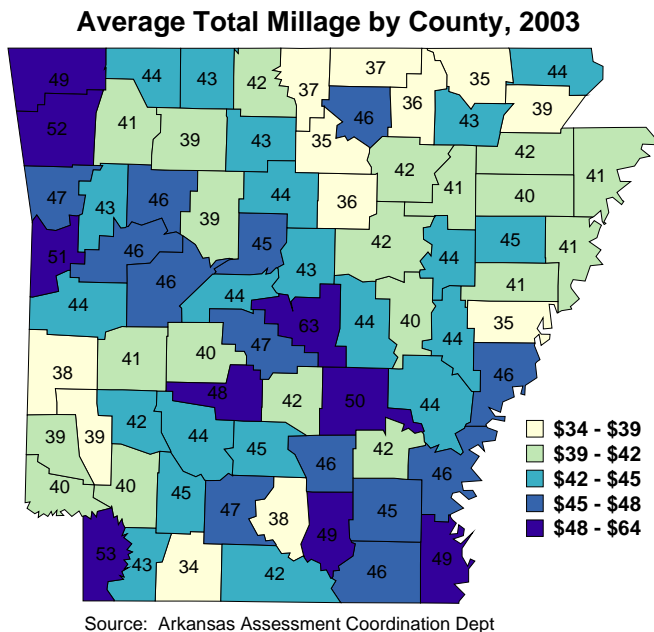 Average Total Millage by County, 2003
49 44 43 42 37 37 35 44
52 41 39 43 35 46 36 43 39
47 43 46 39 44 36 42 41 42 41
40
51 46 46 45 43 42 44 45 41
44 44 63 44 40 44 41 35
38 41 40 47 46
48 42 50 44
39 39 42 44 45 46 42 46
40 40 45 47 38 49 45 49
53 43 34 42 46
$34 - $39
$39 - $42
$42 - $45
$45 - $48
$48 - $64
Source: Arkansas Assessment Coordination Dept